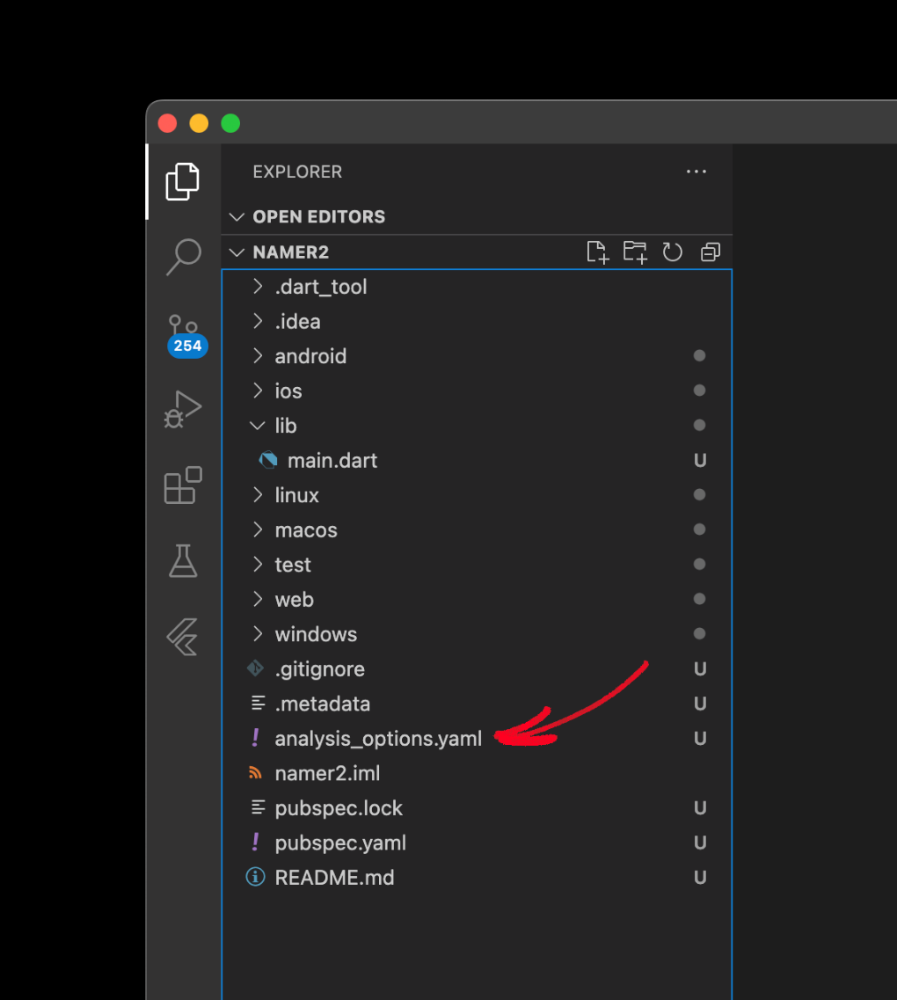 EXPLORER
OPEN EDITORS
NAMER2
254
.dart_tool
.idea
android
ios
lib
main.dart U
linux
macos
test
web
windows
.gitignore U
.metadata U
! analysis_options.yaml U
namer2.iml
pubspec.lock U
! pubspec.yaml U
README.md U